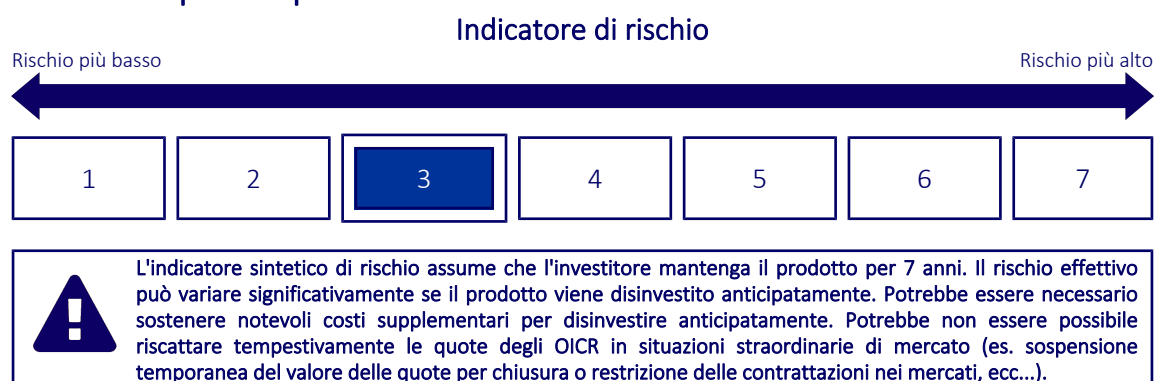 Indicatore di rischio
Rischio più basso
Rischio più alto
1 2 3 4 5 6 7
L'indicatore sintetico di rischio assume che l'investitore mantenga il prodotto per 7 anni. Il rischio effettivo
può variare significativamente se il prodotto viene disinvestito anticipatamente. Potrebbe essere necessario
sostenere notevoli costi supplementari per disinvestire anticipatamente. Potrebbe non essere possibile
riscattare tempestivamente le quote degli OICR in situazioni straordinarie di mercato (es. sospensione
temporanea del valore delle quote per chiusura o restrizione delle contrattazioni nei mercati, ecc...).